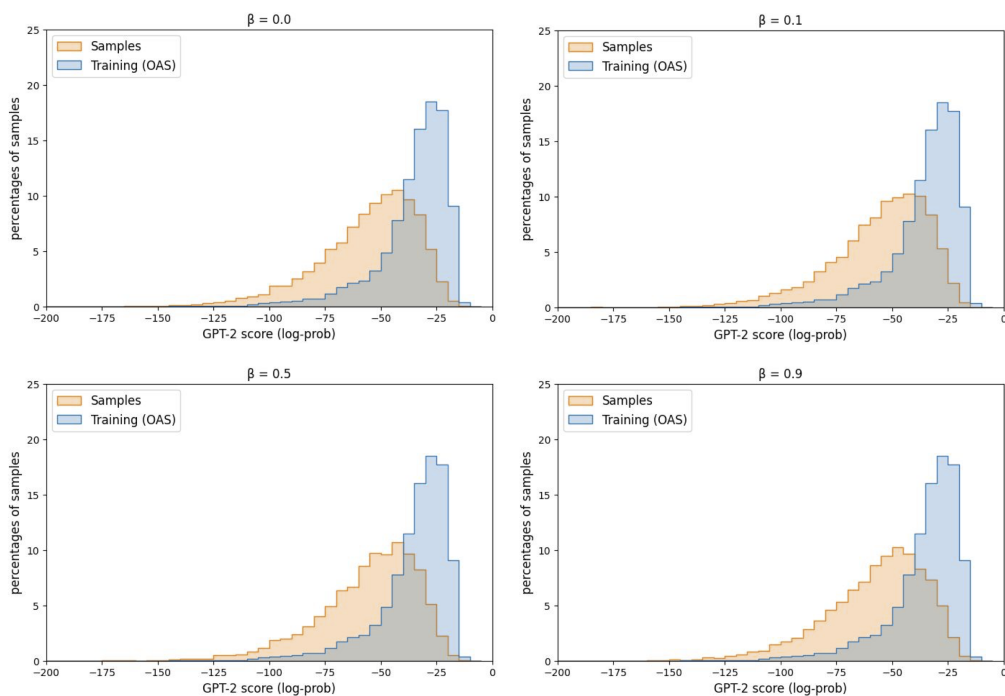 β = 0.0
25
20
15
10
5
0
percentages of samples
Samples
Training (OAS)
−200 −175 −150 −125 −100 −75 −50 −25 0
GPT-2 score (log-prob)
β = 0.1
25
20
15
10
5
0
percentages of samples
Samples
Training (OAS)
−200 −175 −150 −125 −100 −75 −50 −25 0
GPT-2 score (log-prob)
β = 0.5
25
20
15
10
5
0
percentages of samples
Samples
Training (OAS)
−200 −175 −150 −125 −100 −75 −50 −25 0
GPT-2 score (log-prob)
β = 0.9
25
20
15
10
5
0
percentages of samples
Samples
Training (OAS)
−200 −175 −150 −125 −100 −75 −50 −25 0
GPT-2 score (log-prob)